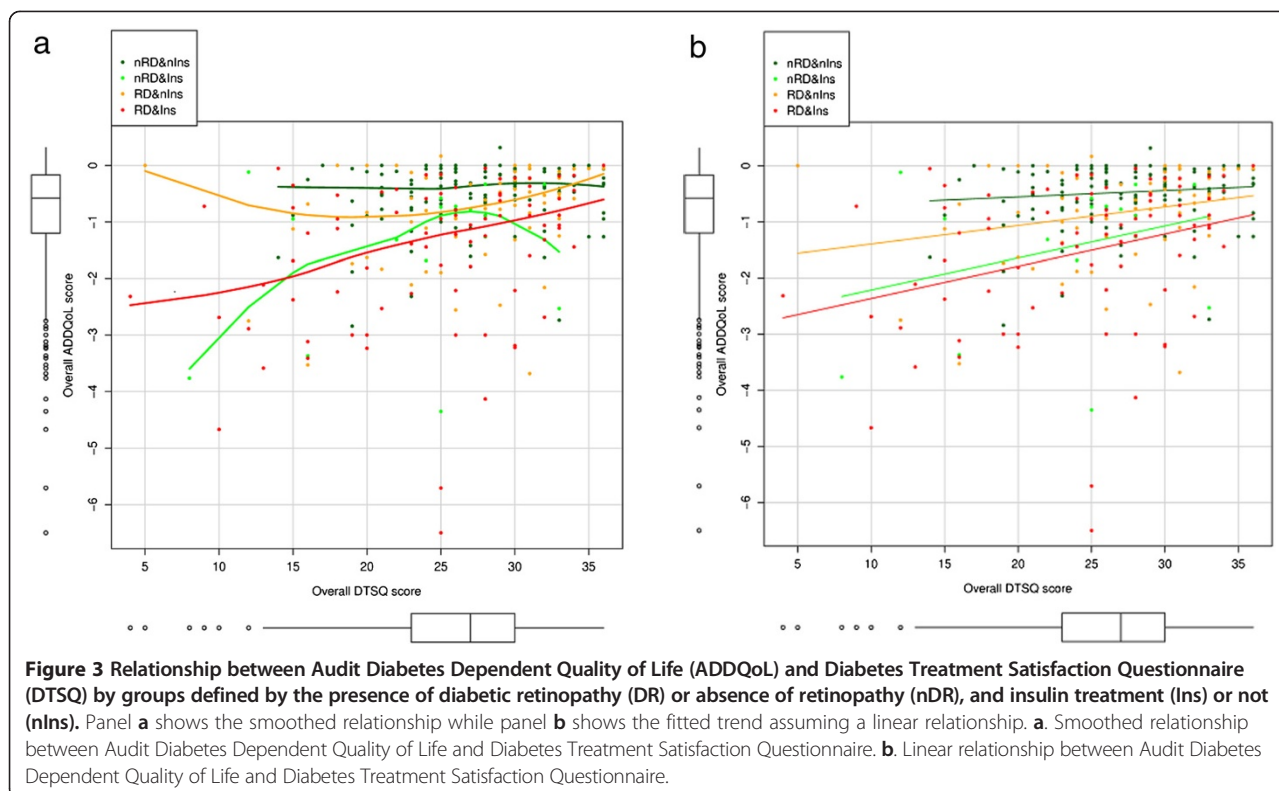 a
nRD&nIns
nRD&Ins
RD&nIns
RD&Ins
Overall ADDQoL score
0
-1
-2
-3
-4
-5
-6
5 10 15 20 25 30 35
Overall DTSQ score
b
nRD&nIns
nRD&Ins
RD&nIns
RD&Ins
Overall ADDQoL score
0
-1
-2
-3
-4
-5
-6
5 10 15 20 25 30 35
Overall DTSQ score
Figure 3 Relationship between Audit Diabetes Dependent Quality of Life (ADDQoL) and Diabetes Treatment Satisfaction Questionnaire
(DTSQ) by groups defined by the presence of diabetic retinopathy (DR) or absence of retinopathy (nDR), and insulin treatment (Ins) or not
(nIns). Panel a shows the smoothed relationship while panel b shows the fitted trend assuming a linear relationship. a. Smoothed relationship
between Audit Diabetes Dependent Quality of Life and Diabetes Treatment Satisfaction Questionnaire. b. Linear relationship between Audit Diabetes
Dependent Quality of Life and Diabetes Treatment Satisfaction Questionnaire.